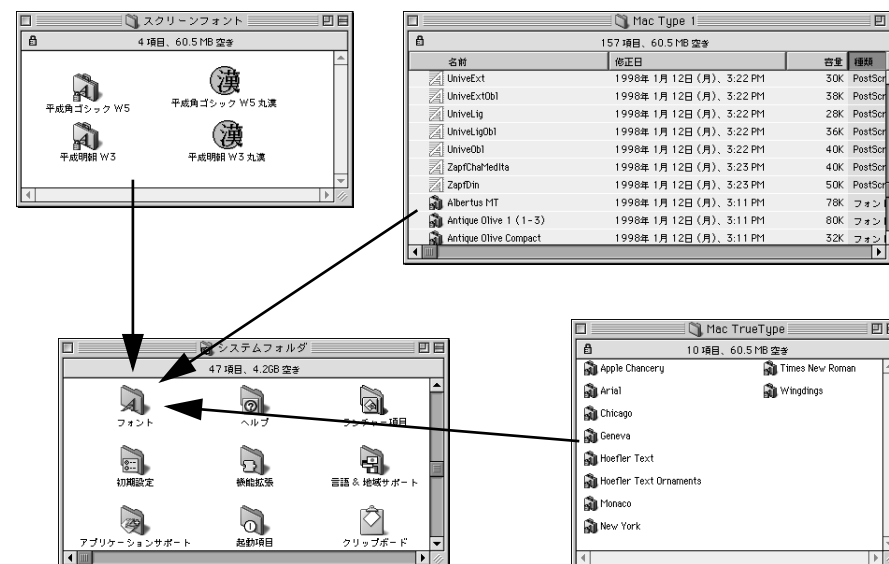 スクリーンフォント
4 項目、60.5 MB 空き
平成角ゴシック W5
平成角ゴシック W5 丸漢
平成明朝 W3
平成明朝 W3 丸漢
Mac Type 1
157 項目、60.5 MB 空き
名前 修正日 容量 種類
UniveExt 1998年 1月 12日 (月)、3:22 PM 30K PostScr
UniveExtObl 1998年 1月 12日 (月)、3:22 PM 38K PostScr
UniveLig 1998年 1月 12日 (月)、3:22 PM 28K PostScr
UniveLigObl 1998年 1月 12日 (月)、3:22 PM 36K PostScr
UniveObl 1998年 1月 12日 (月)、3:22 PM 40K PostScr
ZapfChaMedIta 1998年 1月 12日 (月)、3:23 PM 40K PostScr
ZapfDin 1998年 1月 12日 (月)、3:23 PM 50K PostScr
Albertus MT 1998年 1月 12日 (月)、3:11 PM 78K フォント
Antique Olive 1 (1-3) 1998年 1月 12日 (月)、3:11 PM 80K フォント
Antique Olive Compact 1998年 1月 12日 (月)、3:11 PM 32K フォント
システムフォルダ
47 項目、4.2GB 空き
フォント
ヘルプ
ランチャー項目
初期設定
機能拡張
言語 & 地域サポート
アプリケーションサポート
起動項目
クリップボード
Mac TrueType
10 項目、60.5 MB 空き
Apple Chancery
Arial
Chicago
Geneva
Hoefler Text
Hoefler Text Ornaments
Monaco
New York
Times New Roman
Wingdings